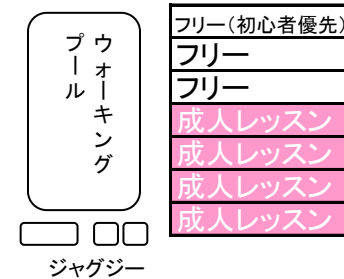 ウォーキング
プール
フリー（初心者優先）
フリー
フリー
成人レッスン
成人レッスン
成人レッスン
成人レッスン
ジャグジー